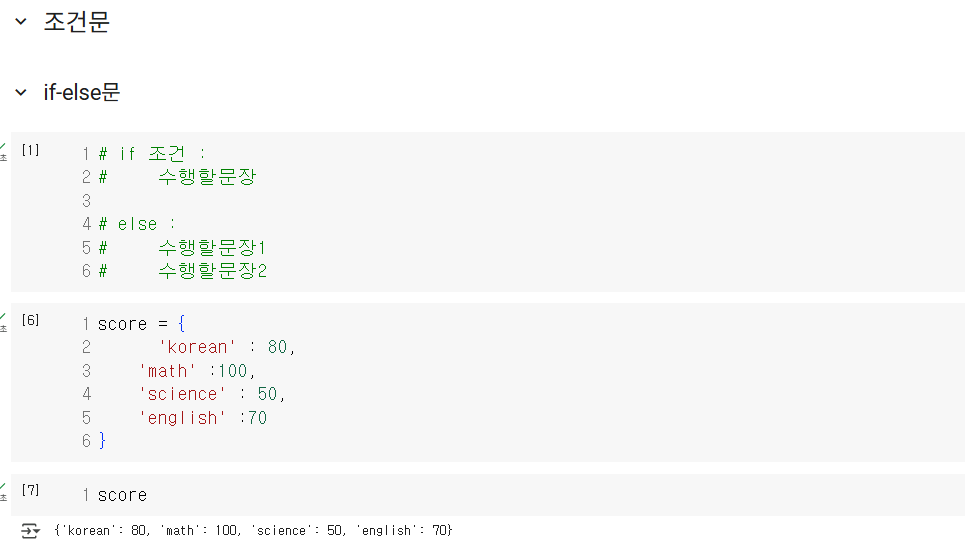 조건문
if-else문
[1]
1 # if 조건 :
2 #     수행할문장
3
4 # else :
5 #     수행할문장1
6 #     수행할문장2
초
[6]
1 score = {
2       'korean' : 80,
3     'math' :100,
4     'science' : 50,
5     'english' :70
6 }
초
[7]
1 score
초
{'korean': 80, 'math': 100, 'science': 50, 'english': 70}